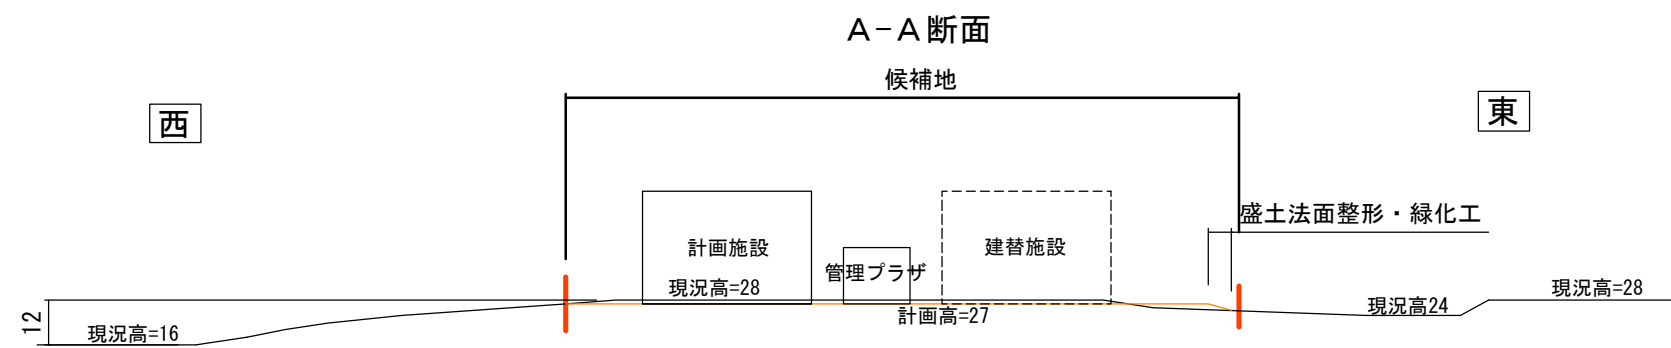 A-A断面
候補地
西
東
盛土法面整形・緑化工
計画施設
管理プラザ
建替施設
現況高=28
現況高=28
計画高=27
現況高24
12
現況高=16